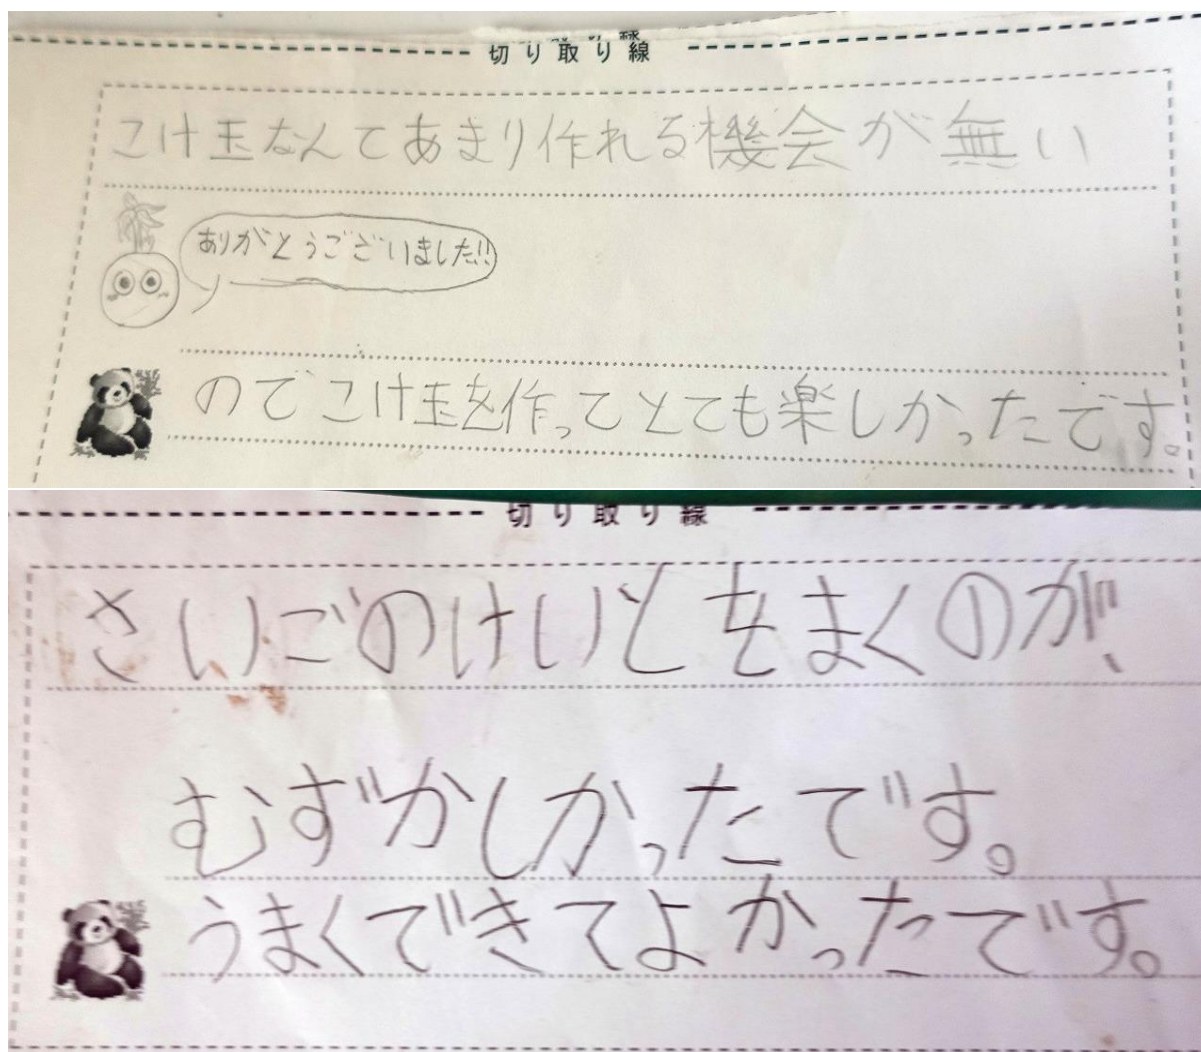 切り取り線
こけ玉なんてあまり作れる機会が無い
ありがとうございました!!
のでこけ玉を作ってとても楽しかったです。
切り取り線
さいごのけいとをまくのが、
むずかしかったです。
うまくできてよかったです。